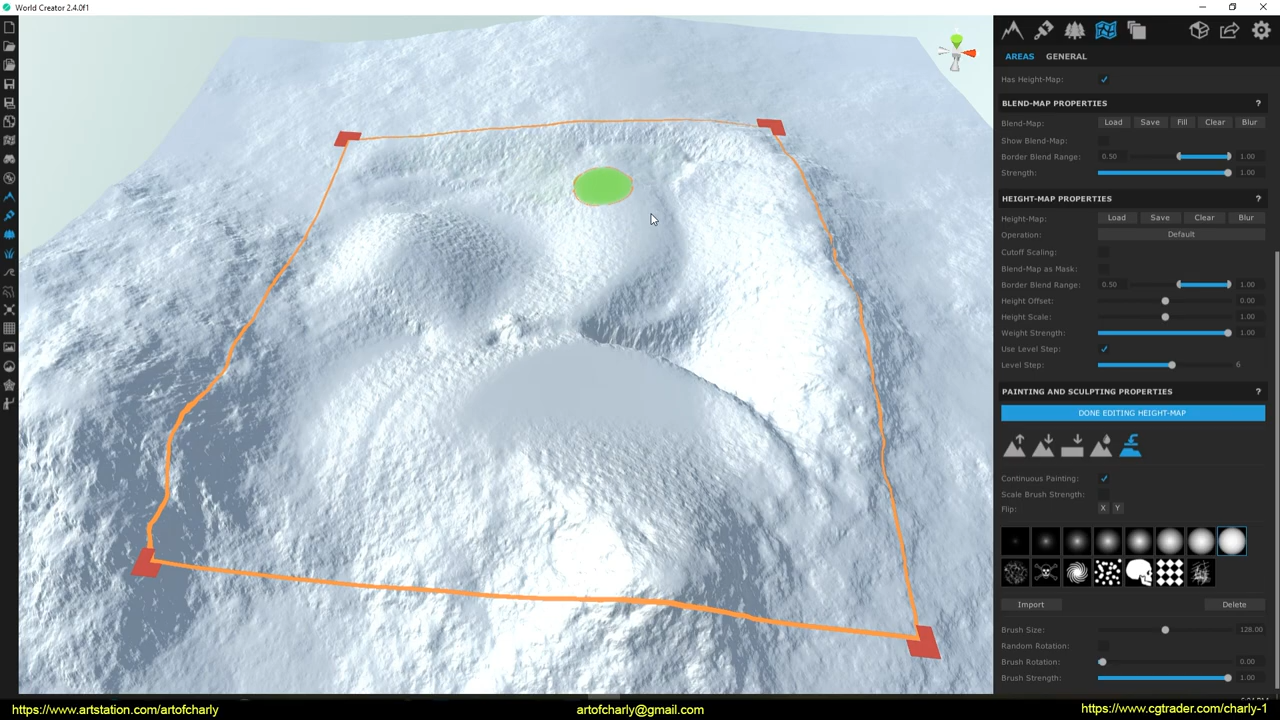 World Creator 2.4.0f1
AREAS GENERAL
Has Height-Map:
BLEND-MAP PROPERTIES ?
Blend-Map: Load Save Fill Clear Blur
Show Blend-Map:
Border Blend Range: 0.50 1.00
Strength: 1.00
HEIGHT-MAP PROPERTIES ?
Height-Map: Load Save Clear Blur
Operation: Default
Cutoff Scaling:
Blend-Map as Mask:
Border Blend Range: 0.50 1.00
Height Offset: 0.00
Height Scale: 1.00
Weight Strength: 1.00
Use Level Step:
Level Step: 6
PAINTING AND SCULPTING PROPERTIES ?
DONE EDITING HEIGHT-MAP
Continuous Painting:
Scale Brush Strength:
Flip: X Y
Import Delete
Brush Size: 128.00
Random Rotation:
Brush Rotation: 0.00
Brush Strength: 1.00
https://www.artstation.com/artofcharly artofcharly@gmail.com https://www.cgtrader.com/charly-1